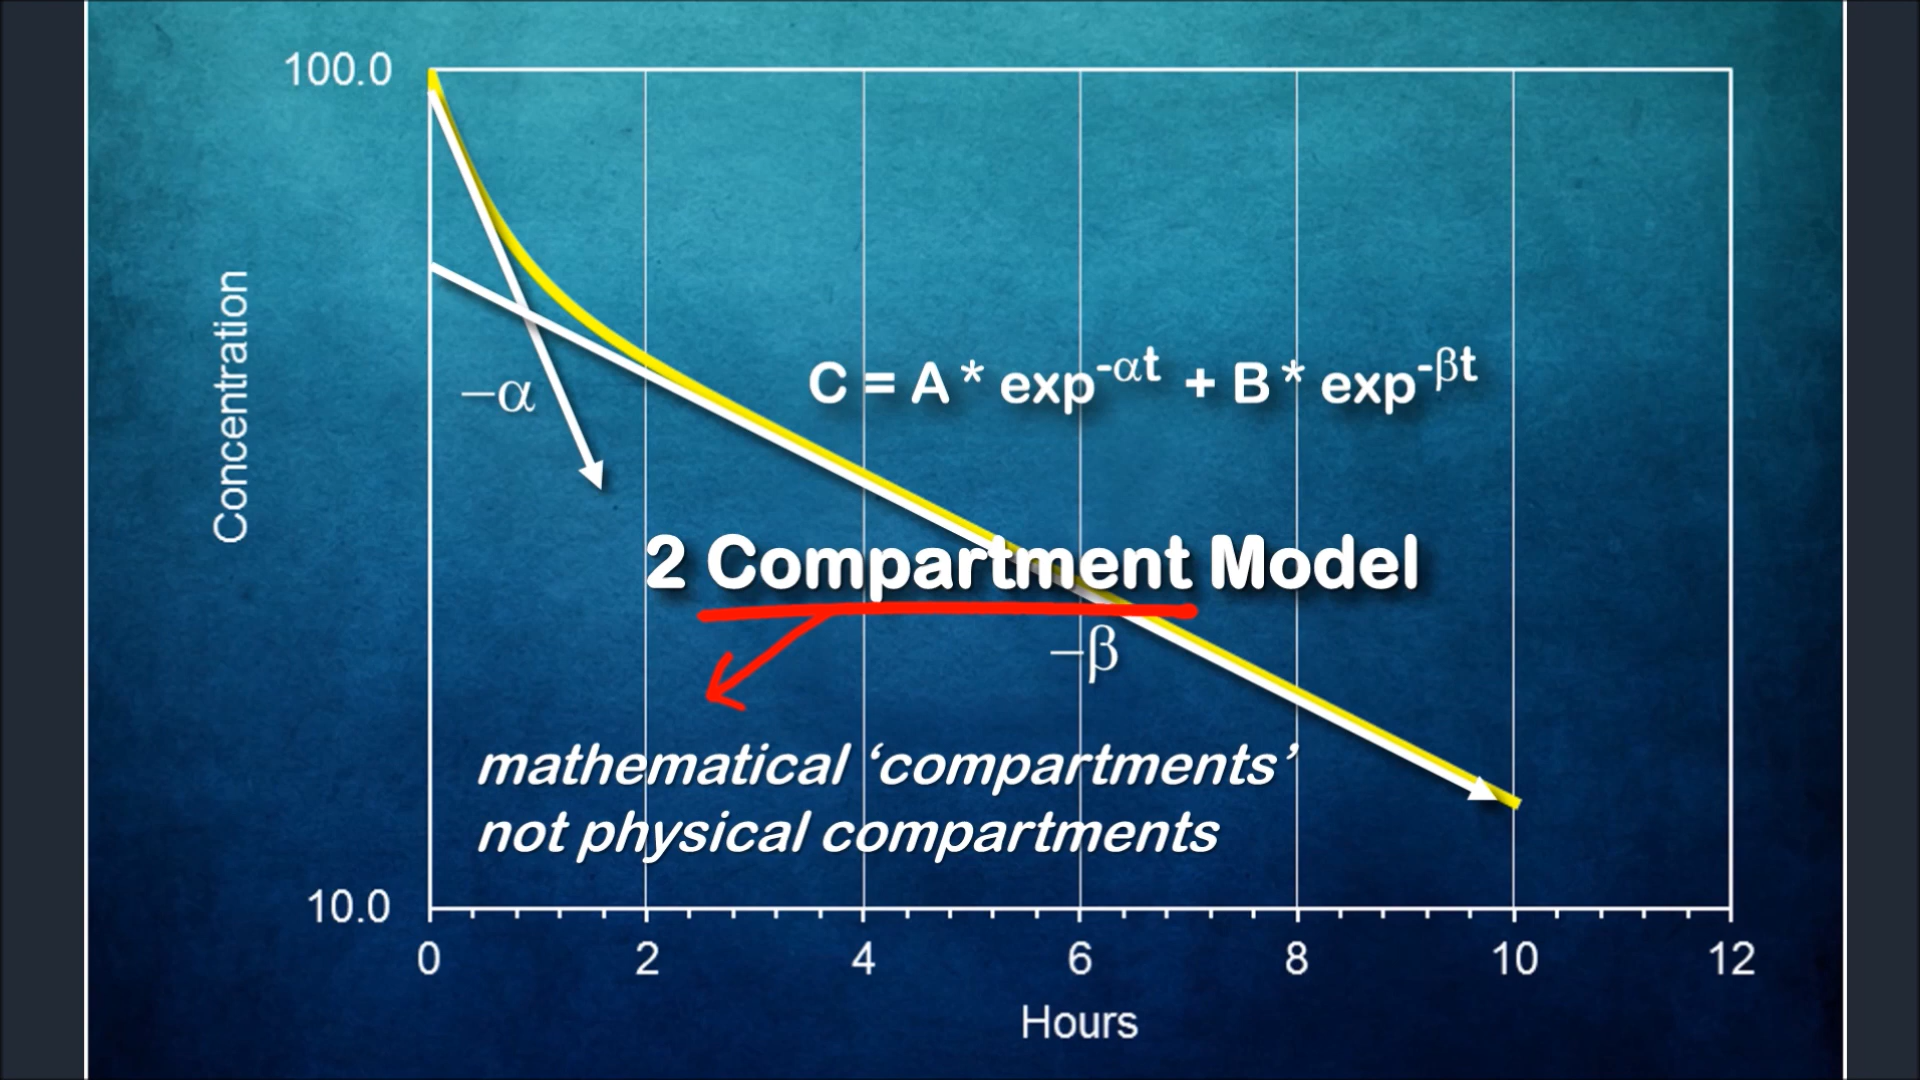 100.0
Concentration
−α
C = A * exp-αt + B * exp-βt
2 Compartment Model
−β
mathematical ‘compartments’
not physical compartments
10.0
0 2 4 6 8 10 12
Hours